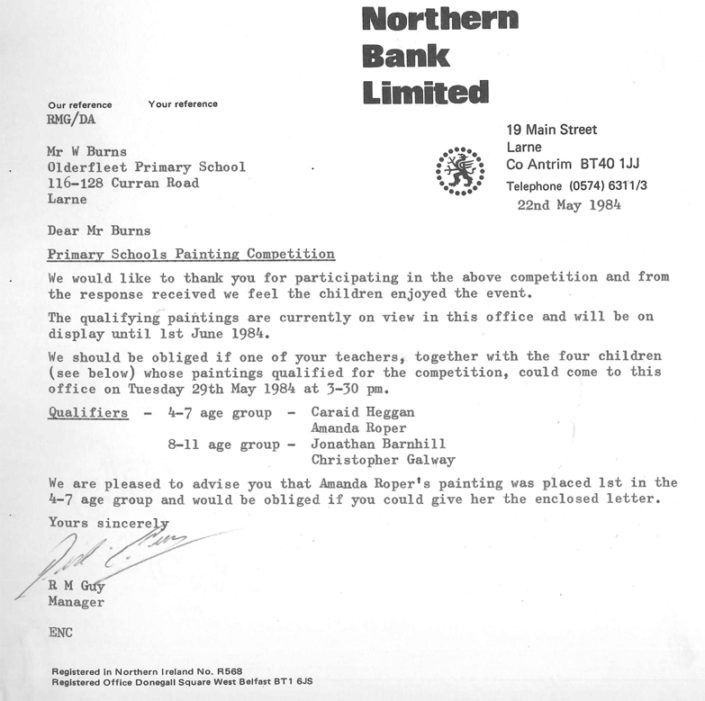 Northern
Bank
Limited
Our reference Your reference
RMG/DA
19 Main Street
Larne
Co Antrim BT40 1JJ
Telephone (0574) 6311/3
22nd May 1984
Mr W Burns
Olderfleet Primary School
116-128 Curran Road
Larne
Dear Mr Burns
Primary Schools Painting Competition
We would like to thank you for participating in the above competition and from
the response received we feel the children enjoyed the event.
The qualifying paintings are currently on view in this office and will be on
display until 1st June 1984.
We should be obliged if one of your teachers, together with the four children
(see below) whose paintings qualified for the competition, could come to this
office on Tuesday 29th May 1984 at 3-30 pm.
Qualifiers - 4-7 age group - Caraid Heggan
Amanda Roper
8-11 age group - Jonathan Barnhill
Christopher Galway
We are pleased to advise you that Amanda Roper's painting was placed 1st in the
4-7 age group and would be obliged if you could give her the enclosed letter.
Yours sincerely
R M Guy
Manager
ENC
Registered in Northern Ireland No. R568
Registered Office Donegall Square West Belfast BT1 6JS